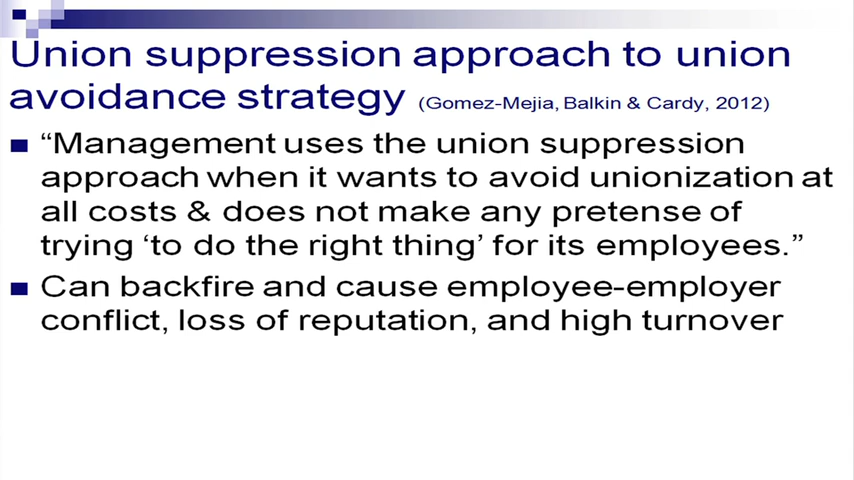 Union suppression approach to union
avoidance strategy (Gomez-Mejia, Balkin & Cardy, 2012)
“Management uses the union suppression
approach when it wants to avoid unionization at
all costs & does not make any pretense of
trying ‘to do the right thing’ for its employees.”
Can backfire and cause employee-employer
conflict, loss of reputation, and high turnover